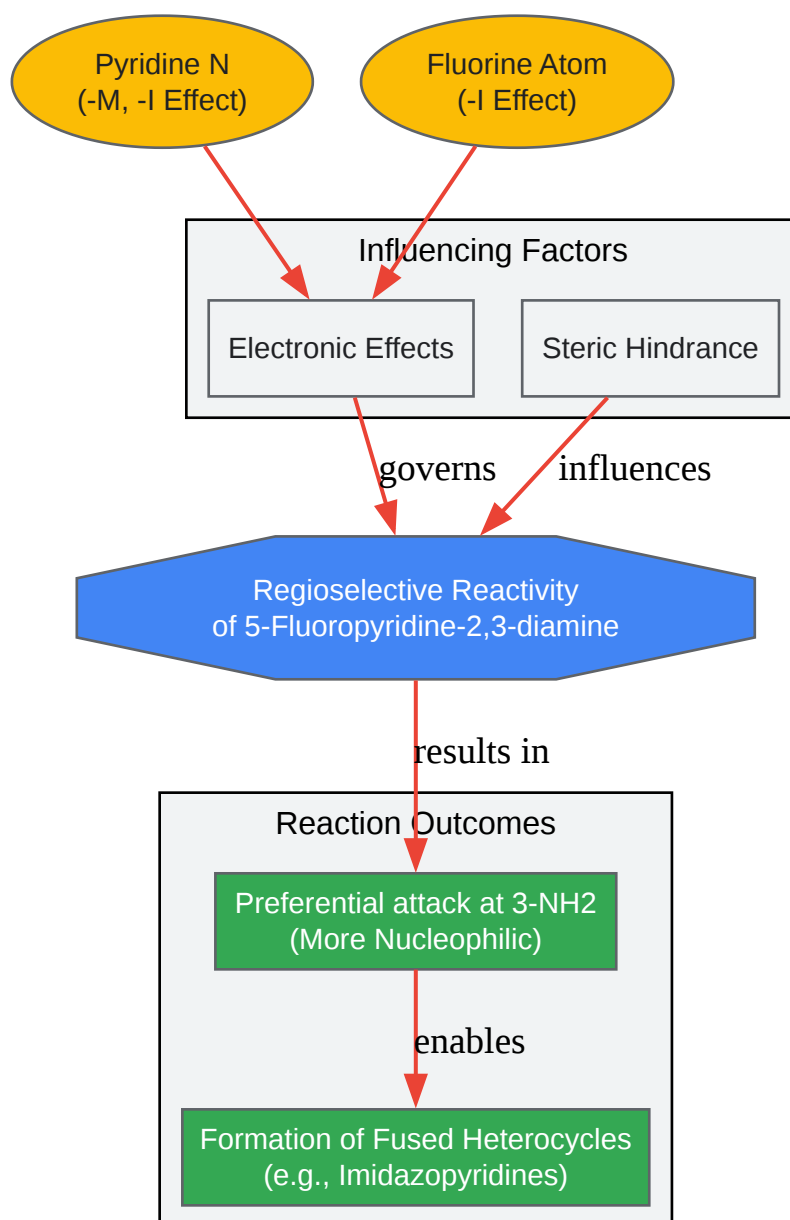 Pyridine N
(-M, -I Effect)
Fluorine Atom
(-I Effect)
Influencing Factors
Electronic Effects
Steric Hindrance
governs
influences
Regioselective Reactivity
of 5-Fluoropyridine-2,3-diamine
results in
Reaction Outcomes
Preferential attack at 3-NH2
(More Nucleophilic)
enables
Formation of Fused Heterocycles
(e.g., Imidazopyridines)